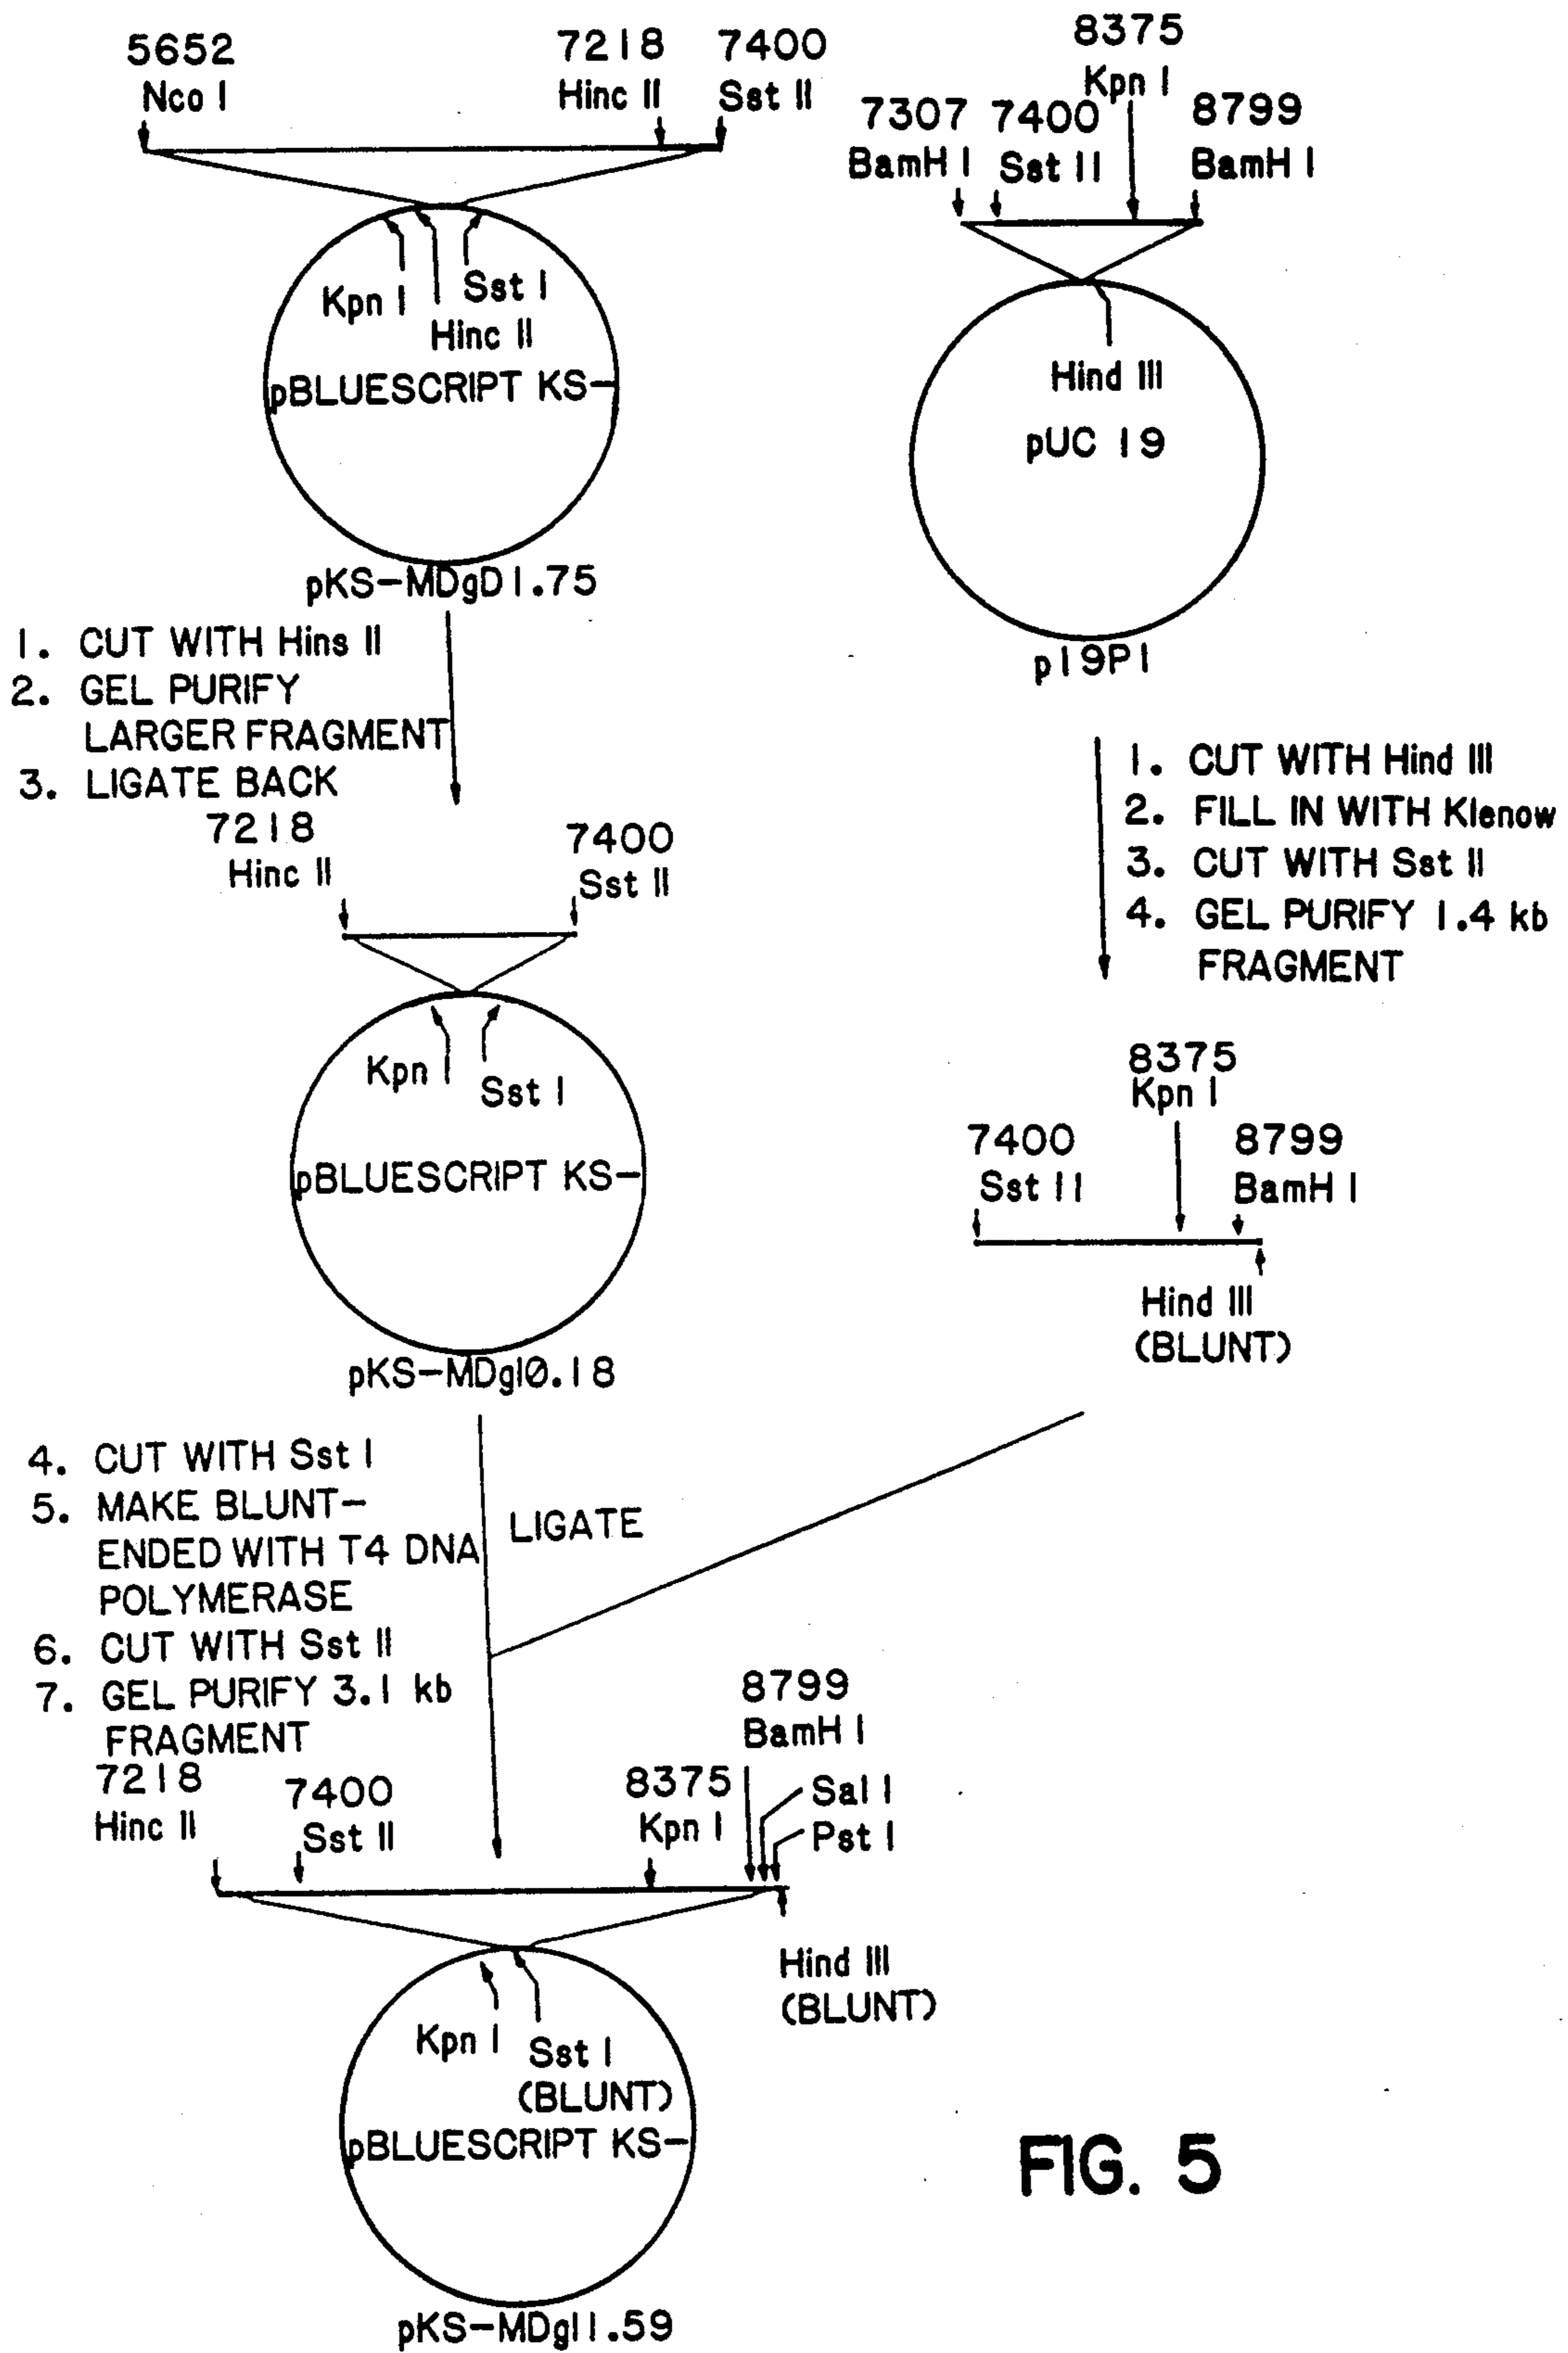 5652
Nco I
7218
Hinc II
7400
Sst II
Kpn I
Sst I
Hinc II
pBLUESCRIPT KS-
pKS-MDgD1.75
8375
Kpn I
7307
BamH I
7400
Sst II
8799
BamH I
Hind III
pUC 19
p19P1
1. CUT WITH Hins II
2. GEL PURIFY
LARGER FRAGMENT
3. LIGATE BACK
1. CUT WITH Hind III
2. FILL IN WITH Klenow
3. CUT WITH Sst II
4. GEL PURIFY 1.4 kb
FRAGMENT
7218
Hinc II
7400
Sst II
Kpn I
Sst I
pBLUESCRIPT KS-
pKS-MDgI0.18
8375
Kpn I
7400
Sst II
8799
BamH I
Hind III
(BLUNT)
4. CUT WITH Sst I
5. MAKE BLUNT-
ENDED WITH T4 DNA
POLYMERASE
6. CUT WITH Sst II
7. GEL PURIFY 3.1 kb
FRAGMENT
LIGATE
7218
Hinc II
7400
Sst II
8375
Kpn I
8799
BamH I
Sal I
Pst I
Hind III
(BLUNT)
Kpn I
Sst I
(BLUNT)
pBLUESCRIPT KS-
pKS-MDgI1.59
FIG. 5